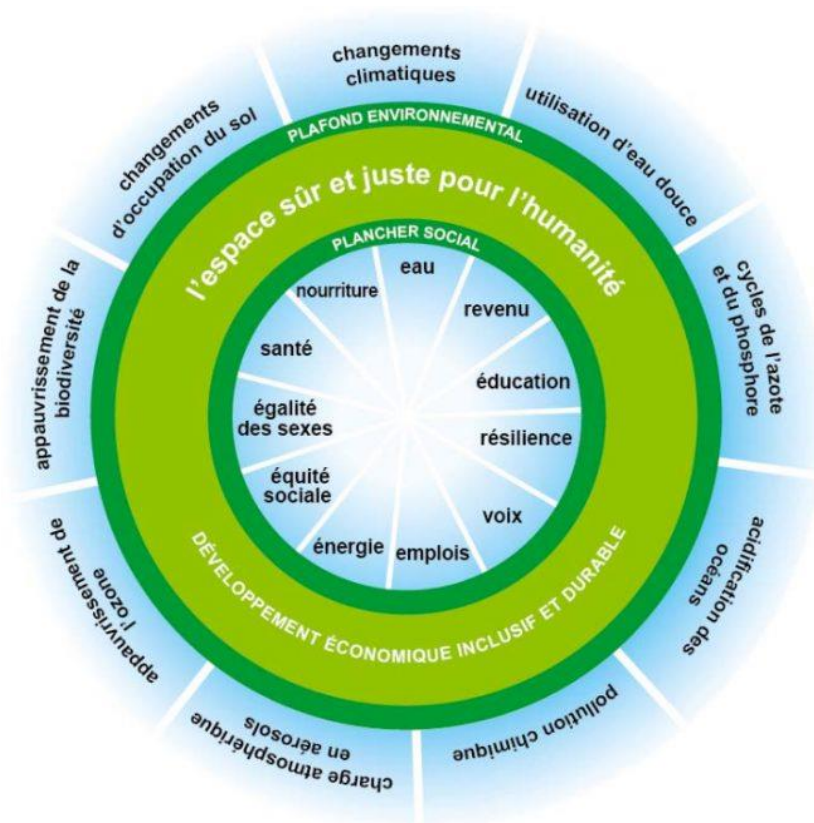 changements
climatiques
utilisation d'eau douce
cycles de l'azote
et du phosphore
acidification des
océans
pollution chimique
charge atmosphérique
en aérosols
appauvrissement de
l'ozone
appauvrissement de la
biodiversité
changements
d'occupation du sol
PLAFOND ENVIRONNEMENTAL
l'espace sûr et juste pour l'humanité
PLANCHER SOCIAL
eau
revenu
éducation
résilience
voix
emplois
énergie
équité
sociale
égalité
des sexes
santé
nourriture
DÉVELOPPEMENT ÉCONOMIQUE INCLUSIF ET DURABLE